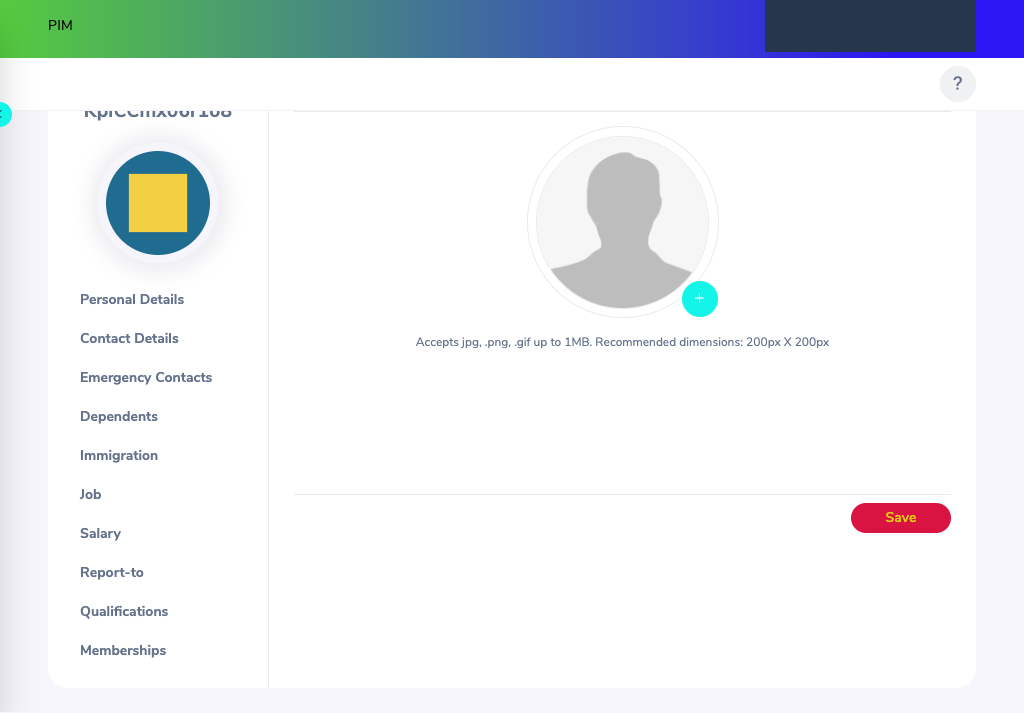 PIM
?
Personal Details
Contact Details
Emergency Contacts
Dependents
Immigration
Job
Salary
Report-to
Qualifications
Memberships
+
Accepts jpg, .png, .gif up to 1MB. Recommended dimensions: 200px X 200px
Save